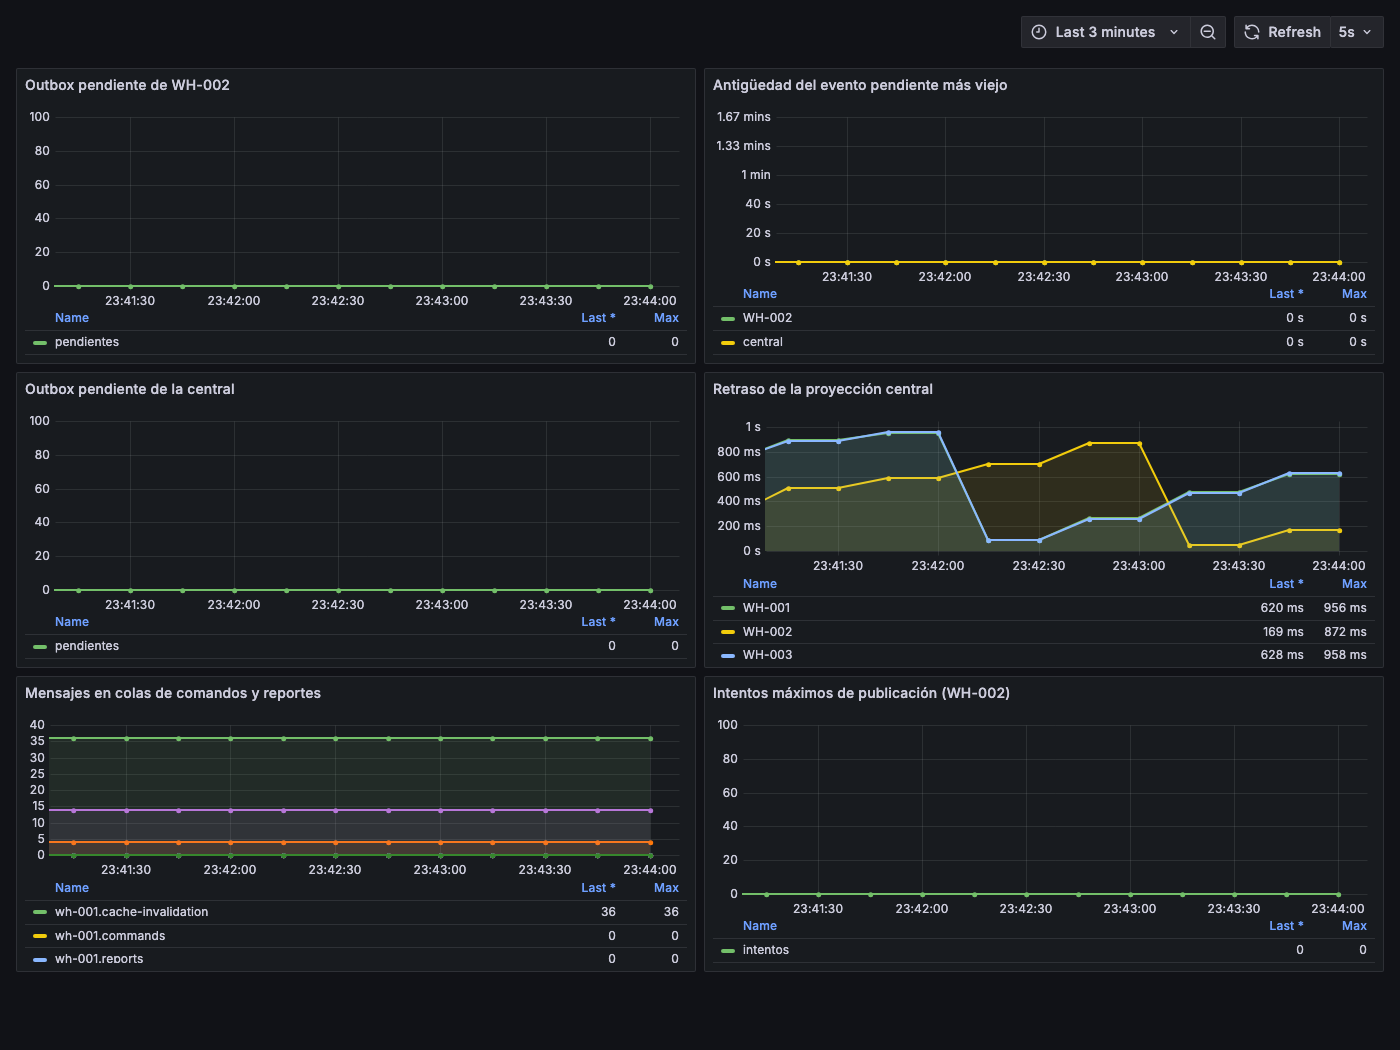 Last 3 minutes
Refresh
5s
Outbox pendiente de WH-002
100
80
60
40
20
0
23:41:30 23:42:00 23:42:30 23:43:00 23:43:30 23:44:00
Name Last * Max
pendientes 0 0
Antigüedad del evento pendiente más viejo
1.67 mins
1.33 mins
1 min
40 s
20 s
0 s
23:41:30 23:42:00 23:42:30 23:43:00 23:43:30 23:44:00
Name Last * Max
WH-002 0 s 0 s
central 0 s 0 s
Outbox pendiente de la central
100
80
60
40
20
0
23:41:30 23:42:00 23:42:30 23:43:00 23:43:30 23:44:00
Name Last * Max
pendientes 0 0
Retraso de la proyección central
1 s
800 ms
600 ms
400 ms
200 ms
0 s
23:41:30 23:42:00 23:42:30 23:43:00 23:43:30 23:44:00
Name Last * Max
WH-001 620 ms 956 ms
WH-002 169 ms 872 ms
WH-003 628 ms 958 ms
Mensajes en colas de comandos y reportes
40
35
30
25
20
15
10
5
0
23:41:30 23:42:00 23:42:30 23:43:00 23:43:30 23:44:00
Name Last * Max
wh-001.cache-invalidation 36 36
wh-001.commands 0 0
wh-001.reports 0 0
Intentos máximos de publicación (WH-002)
100
80
60
40
20
0
23:41:30 23:42:00 23:42:30 23:43:00 23:43:30 23:44:00
Name Last * Max
intentos 0 0